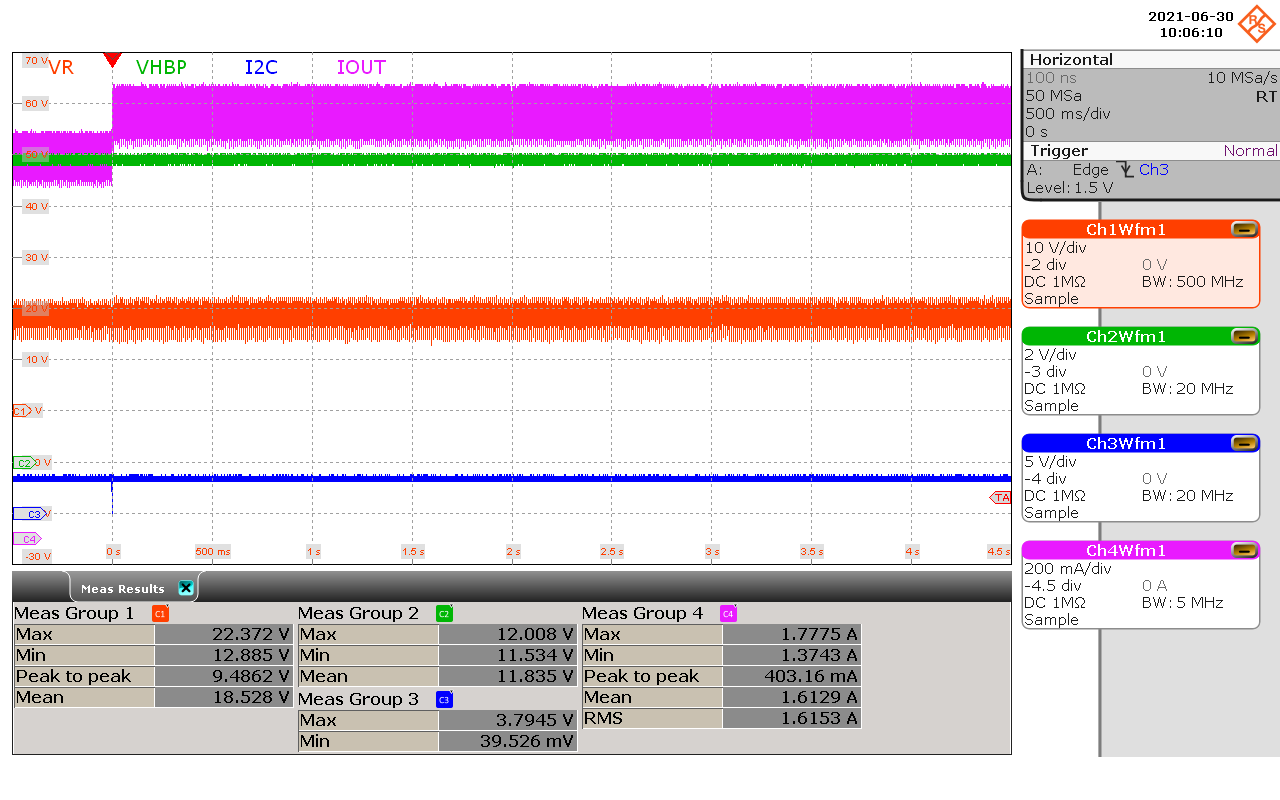 2021-06-30
10:06:10
R S
VR VHBP I2C IOUT
70 V
60 V
40 V
30 V
20 V
10 V
C1 V
C2 0 V
C3 V
C4
-30 V
TA
0 s 500 ms 1 s 1.5 s 2 s 2.5 s 3 s 3.5 s 4 s 4.5 s
Horizontal
100 ns 10 MSa/s
50 MSa RT
500 ms/div
0 s
Trigger Normal
A: Edge Ch3
Level: 1.5 V
Ch1Wfm1
10 V/div
-2 div 0 V
DC 1MΩ BW: 500 MHz
Sample
Ch2Wfm1
2 V/div
-3 div 0 V
DC 1MΩ BW: 20 MHz
Sample
Ch3Wfm1
5 V/div
-4 div 0 V
DC 1MΩ BW: 20 MHz
Sample
Ch4Wfm1
200 mA/div
-4.5 div 0 A
DC 1MΩ BW: 5 MHz
Sample
Meas Results
Meas Group 1 C1
Max 22.372 V
Min 12.885 V
Peak to peak 9.4862 V
Mean 18.528 V
Meas Group 2 C2
Max 12.008 V
Min 11.534 V
Mean 11.835 V
Meas Group 3 C3
Max 3.7945 V
Min 39.526 mV
Meas Group 4 C4
Max 1.7775 A
Min 1.3743 A
Peak to peak 403.16 mA
Mean 1.6129 A
RMS 1.6153 A